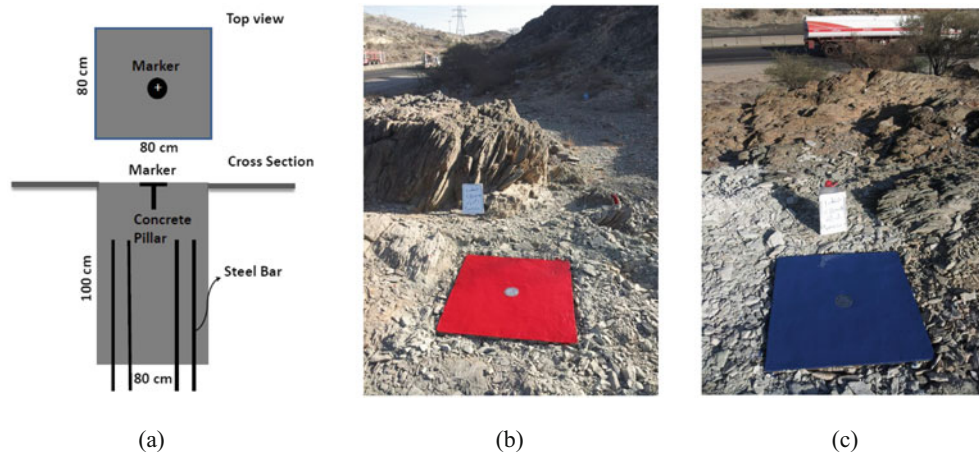 Top view
Marker
80 cm
80 cm
Marker
Cross Section
Concrete
Pillar
100 cm
Steel Bar
80 cm
(a)
(b)
(c)